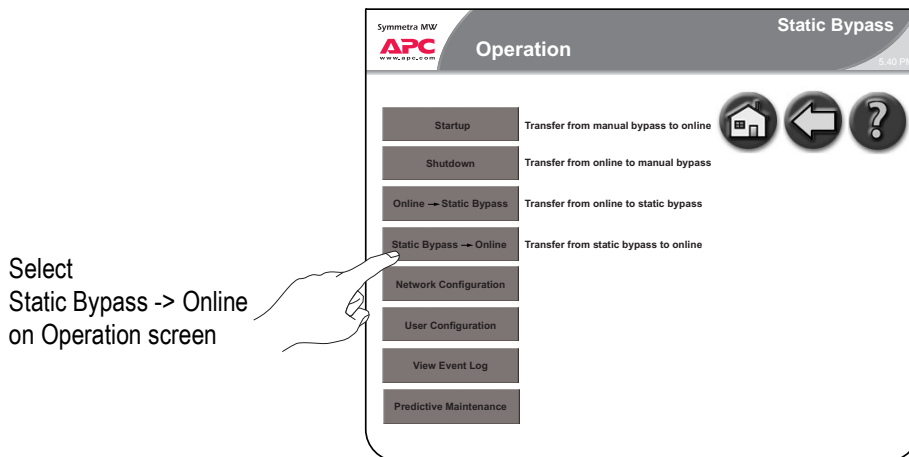 Symmetra MW
APC
www.apc.com
Operation
Static Bypass
5.40 PM
Startup
Transfer from manual bypass to online
Shutdown
Transfer from online to manual bypass
Online → Static Bypass
Transfer from online to static bypass
Static Bypass → Online
Transfer from static bypass to online
Network Configuration
User Configuration
View Event Log
Predictive Maintenance
?
Select
Static Bypass -> Online
on Operation screen